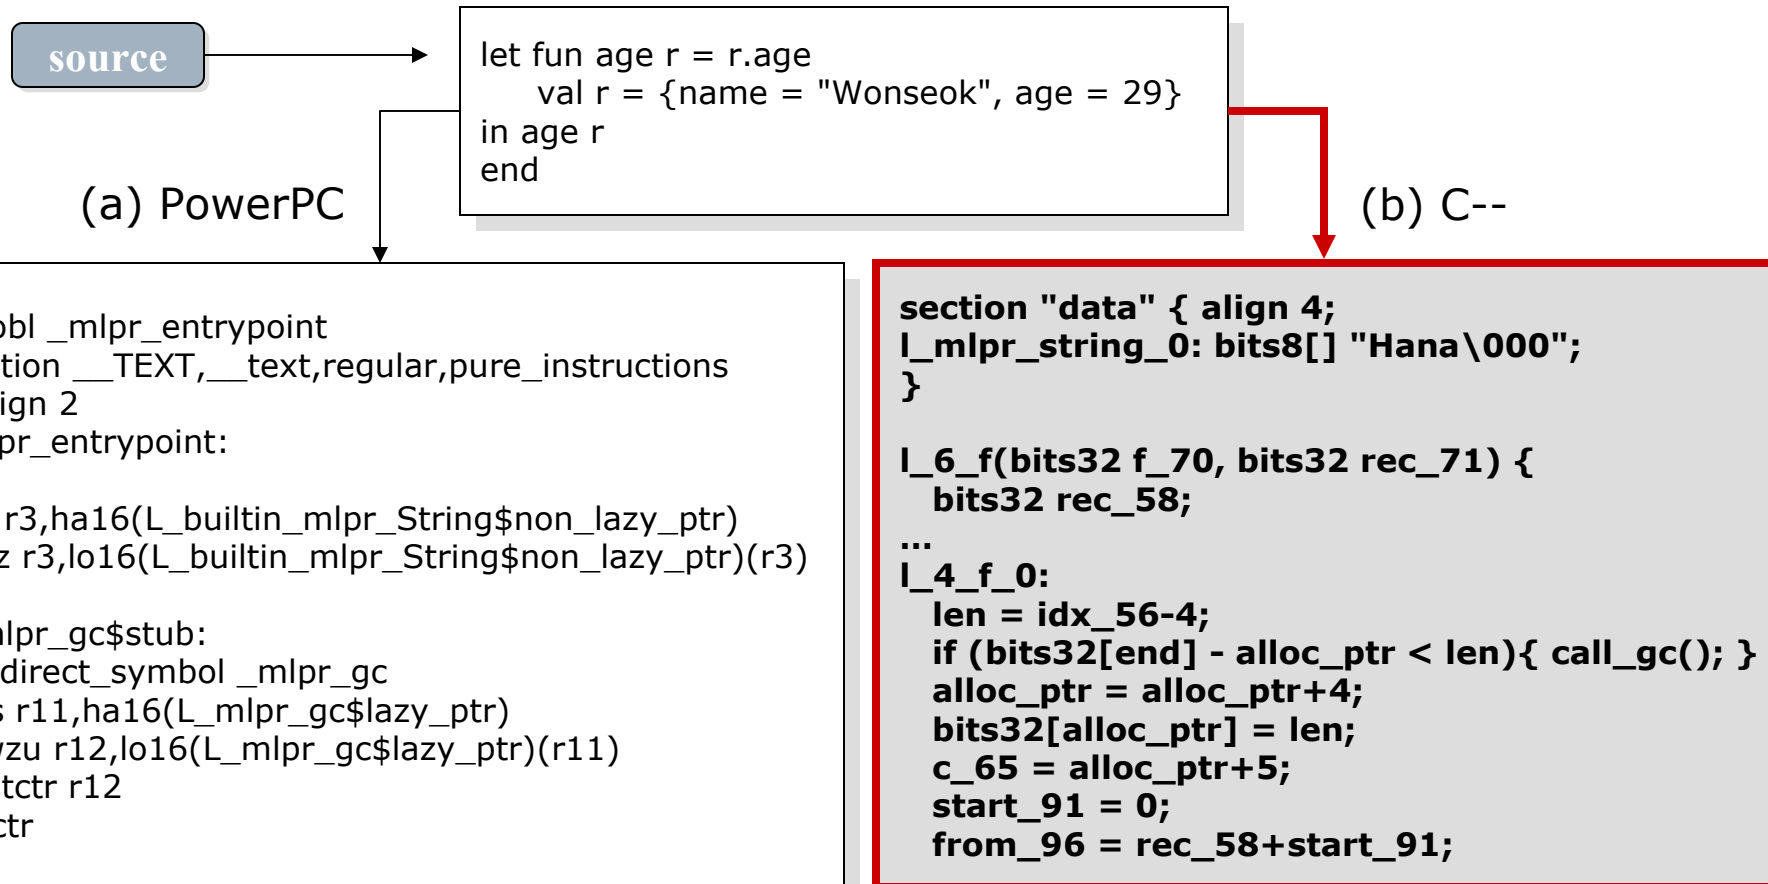 source
let fun age r = r.age
val r = {name = "Wonseok", age = 29}
in age r
end
(a) PowerPC
(b) C--
obl _mlpr_entrypoint
tion __TEXT,__text,regular,pure_instructions
ign 2
pr_entrypoint:
r3,ha16(L_builtin_mlpr_String$non_lazy_ptr)
z r3,lo16(L_builtin_mlpr_String$non_lazy_ptr)(r3)
nlpr_gc$stub:
direct_symbol _mlpr_gc
s r11,ha16(L_mlpr_gc$lazy_ptr)
wzu r12,lo16(L_mlpr_gc$lazy_ptr)(r11)
tctr r12
ctr
section "data" { align 4;
l_mlpr_string_0: bits8[] "Hana\000";
}
l_6_f(bits32 f_70, bits32 rec_71) {
bits32 rec_58;
...
l_4_f_0:
len = idx_56-4;
if (bits32[end] - alloc_ptr < len){ call_gc(); }
alloc_ptr = alloc_ptr+4;
bits32[alloc_ptr] = len;
c_65 = alloc_ptr+5;
start_91 = 0;
from_96 = rec_58+start_91;